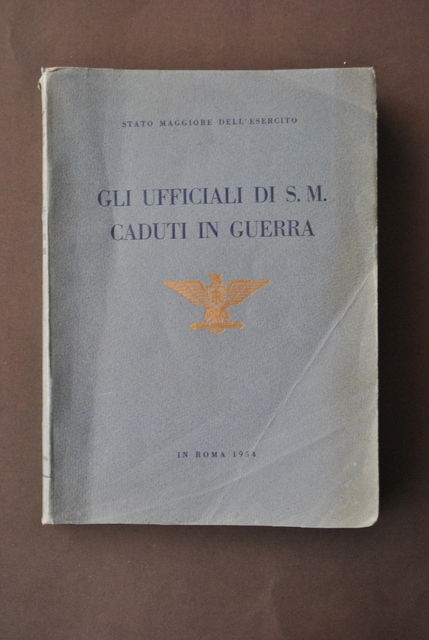 STATO MAGGIORE DELL'ESERCITO
GLI UFFICIALI DI S. M.
CADUTI IN GUERRA
IN ROMA 1954